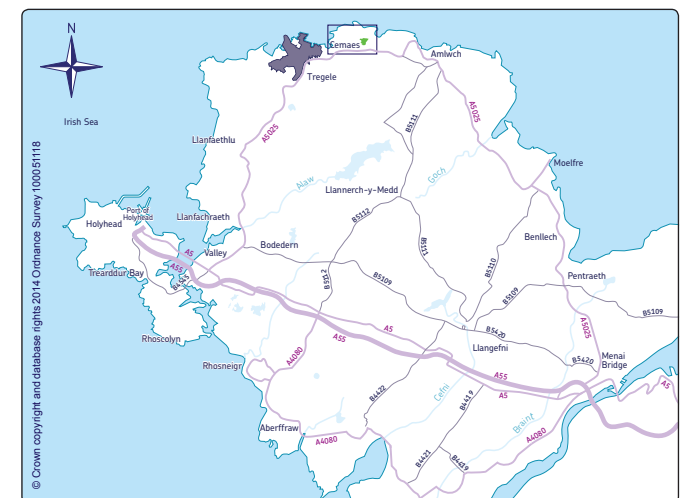 N
Cemaes
Amlwch
Tregele
Irish Sea
A5025
B5111
A5025
Llanfaethlu
Moelfre
Alaw
Goch
Llannerch-y-Medd
Port of
Holyhead
Holyhead
Llanfachraeth
B5112
Benllech
Valley
Bodedern
B5111
B5110
A5
A55
Trearddur Bay
B4545
B5112
B5109
B5109
Pentraeth
B5109
Rhoscolyn
A5
A55
B5420
A5025
Llangefni
Rhosneigr
A4080
B5420
Menai
Bridge
A55
A5
A5
B4422
Cefni
B4419
Braint
Aberffraw
A4080
A4080
B4421
B4419
© Crown copyright and database rights 2014 Ordnance Survey 100051118